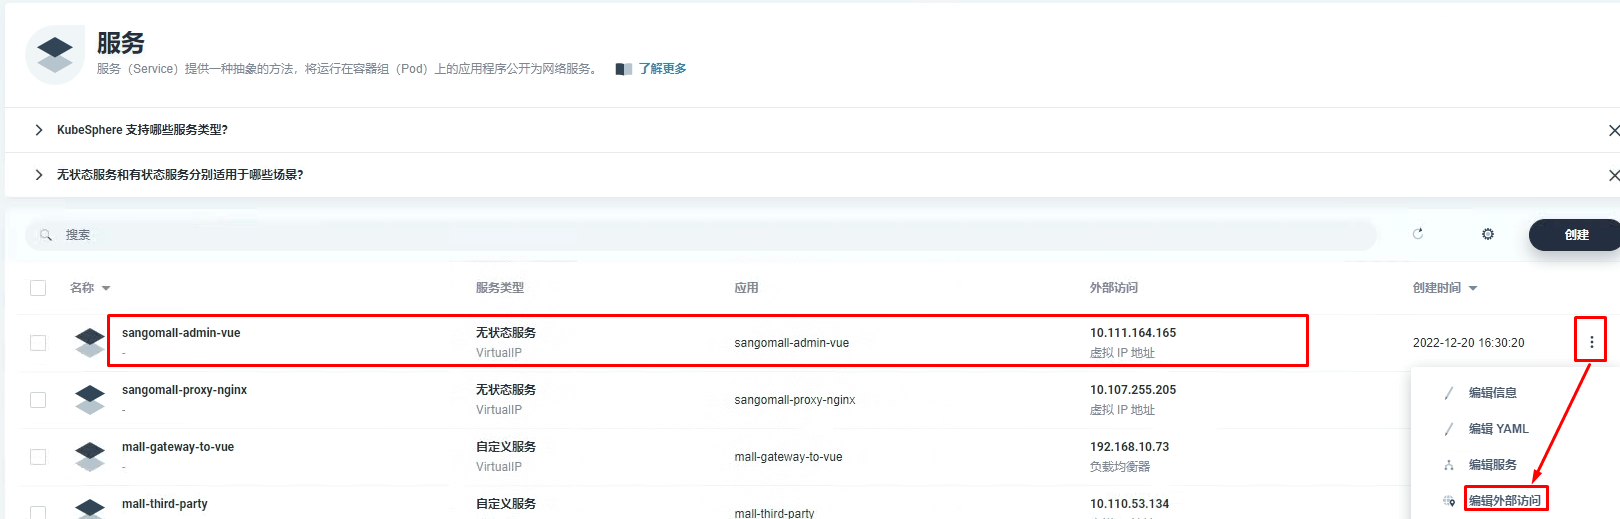 服务
服务（Service）提供一种抽象的方法，将运行在容器组（Pod）上的应用程序公开为网络服务。 了解更多
KubeSphere 支持哪些服务类型?
无状态服务和有状态服务分别适用于哪些场景?
搜索
创建
名称 服务类型 应用 外部访问 创建时间
sangomall-admin-vue 无状态服务 sangomall-admin-vue 10.111.164.165 2022-12-20 16:30:20
- VirtualIP 虚拟 IP 地址
sangomall-proxy-nginx 无状态服务 sangomall-proxy-nginx 10.107.255.205 编辑信息
- VirtualIP 虚拟 IP 地址
编辑 YAML
mall-gateway-to-vue 自定义服务 mall-gateway-to-vue 192.168.10.73
- VirtualIP 负载均衡器 编辑服务
mall-third-party 自定义服务 mall-third-party 10.110.53.134 编辑外部访问